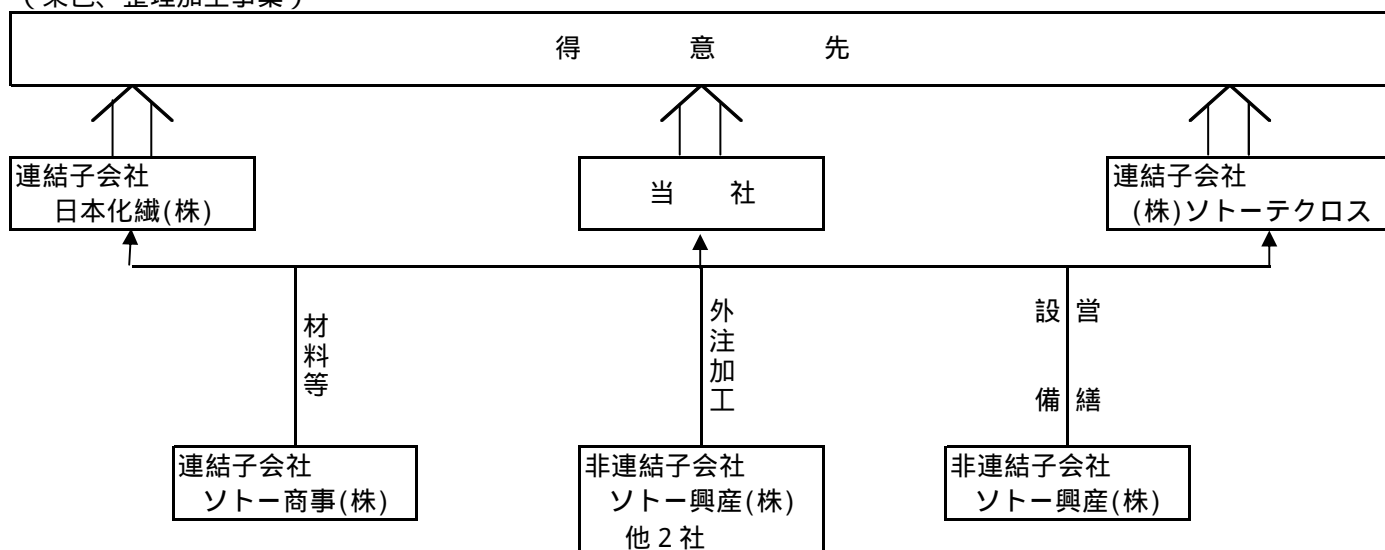 (染色、整理加工事業)
得 意 先
連結子会社
日本化繊(株)
当 社
連結子会社
(株)ソトーテクロス
材料等
外注加工
設備
営繕
連結子会社
ソトー商事(株)
非連結子会社
ソトー興産(株)
他2社
非連結子会社
ソトー興産(株)